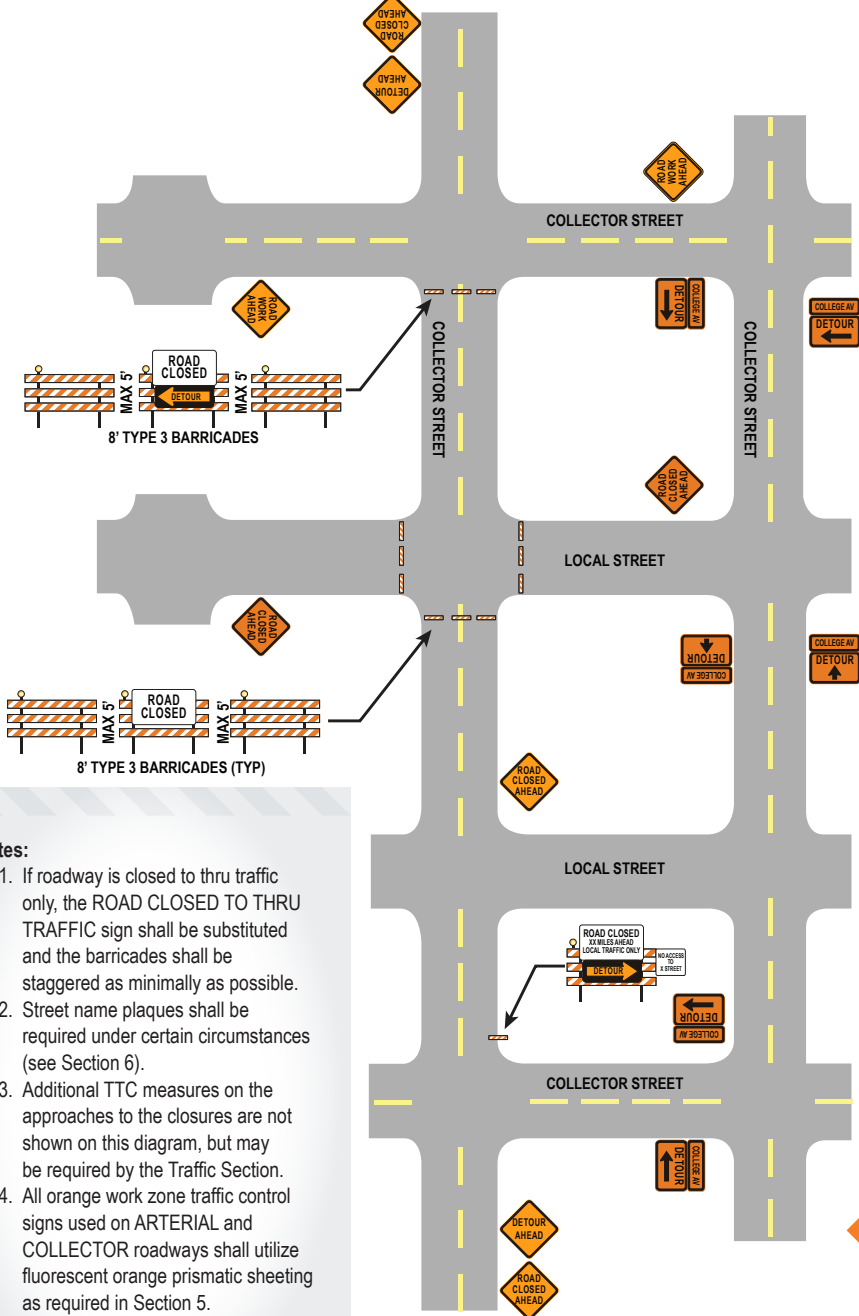 ROAD
CLOSED
AHEAD
DETOUR
AHEAD
ROAD
WORK
AHEAD
COLLECTOR STREET
ROAD
WORK
AHEAD
DETOUR
COLLEGE AV
COLLEGE AV
DETOUR
COLLECTOR STREET
COLLECTOR STREET
ROAD
CLOSED
DETOUR
MAX 5'
MAX 5'
8' TYPE 3 BARRICADES
ROAD
CLOSED
AHEAD
LOCAL STREET
ROAD
CLOSED
AHEAD
COLLEGE AV
DETOUR
COLLEGE AV
DETOUR
ROAD
CLOSED
MAX 5'
MAX 5'
8' TYPE 3 BARRICADES (TYP)
ROAD
CLOSED
AHEAD
tes:
1. If roadway is closed to thru traffic
only, the ROAD CLOSED TO THRU
TRAFFIC sign shall be substituted
and the barricades shall be
staggered as minimally as possible.
2. Street name plaques shall be
required under certain circumstances
(see Section 6).
3. Additional TTC measures on the
approaches to the closures are not
shown on this diagram, but may
be required by the Traffic Section.
4. All orange work zone traffic control
signs used on ARTERIAL and
COLLECTOR roadways shall utilize
fluorescent orange prismatic sheeting
as required in Section 5.
LOCAL STREET
ROAD CLOSED
XX MILES AHEAD
LOCAL TRAFFIC ONLY
DETOUR
NO ACCESS
TO
X STREET
COLLEGE AV
DETOUR
COLLECTOR STREET
DETOUR
COLLEGE AV
DETOUR
AHEAD
ROAD
CLOSED
AHEAD